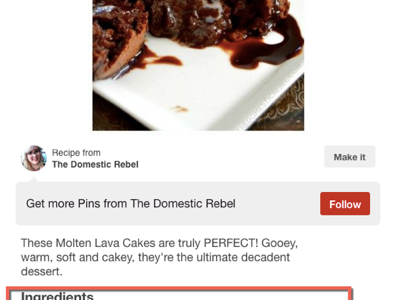 Recipe from
The Domestic Rebel
Make it
Get more Pins from The Domestic Rebel
Follow
These Molten Lava Cakes are truly PERFECT! Gooey,
warm, soft and cakey, they're the ultimate decadent
dessert.
Ingredients